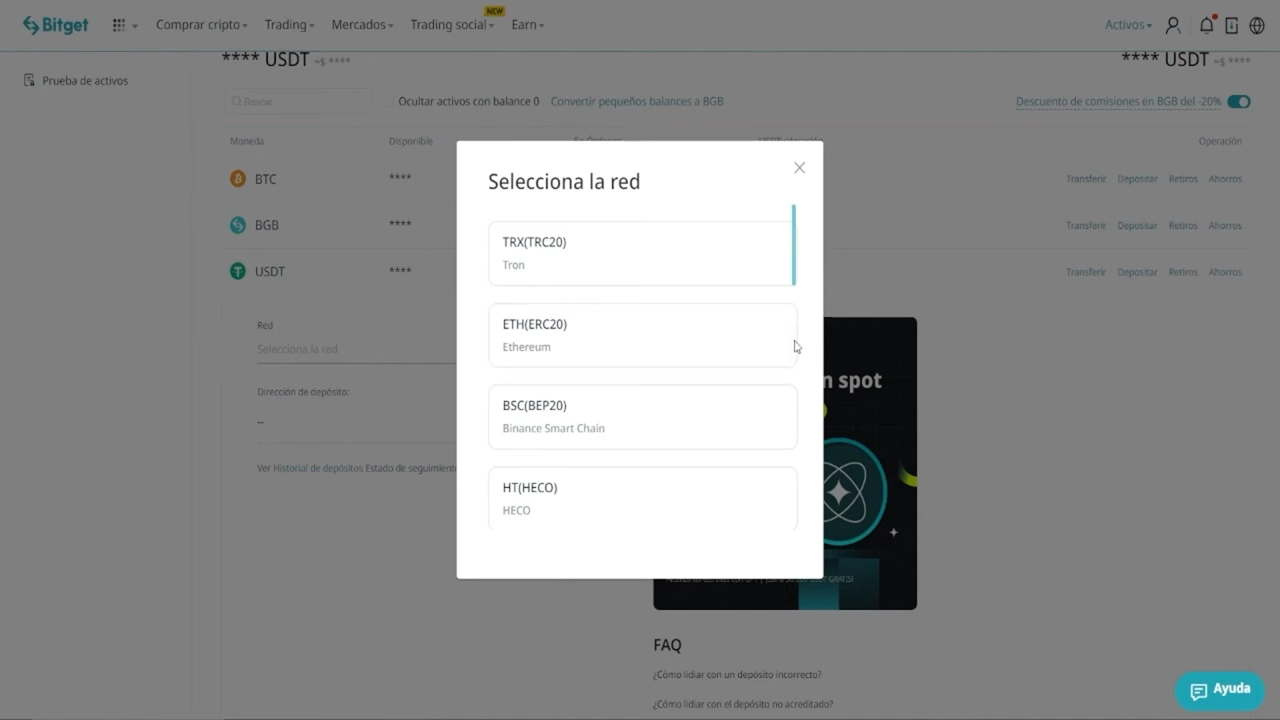 NEW
Bitget Comprar cripto Trading Mercados Trading social Earn Activos
**** USDT ≈$ **** **** USDT ≈$ ****
Prueba de activos
Buscar Ocultar activos con balance 0 Convertir pequeños balances a BGB Descuento de comisiones en BGB del -20%
Moneda Disponible Operación
BTC **** Transferir Depositar Retiros Ahorros
BGB **** Transferir Depositar Retiros Ahorros
USDT **** Transferir Depositar Retiros Ahorros
Red
Selecciona la red
Dirección de depósito:
--
Ver Historial de depósitos Estado de seguimiento
Selecciona la red
TRX(TRC20)
Tron
ETH(ERC20)
Ethereum
BSC(BEP20)
Binance Smart Chain
HT(HECO)
HECO
spot
GRATIS!
FAQ
¿Cómo lidiar con un depósito incorrecto?
¿Cómo lidiar con el depósito no acreditado?
Ayuda